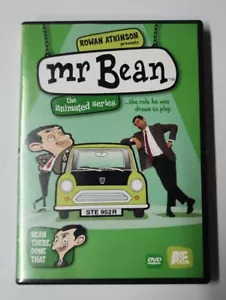 ROWAN ATKINSON
presents
mr Bean
TM
the animated series
...the role he was
drawn to play.
STE 952R
BEAN
THERE,
DONE
THAT
DVD
A&E